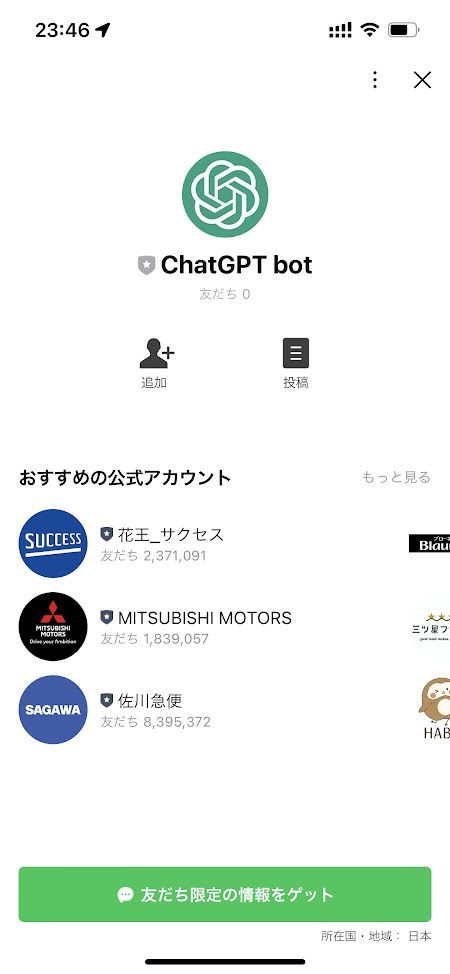 23:46
ChatGPT bot
友だち 0
追加
投稿
おすすめの公式アカウント
もっと見る
SUCCESS
花王_サクセス
友だち 2,371,091
MITSUBISHI
MOTORS
Drive your Ambition
MITSUBISHI MOTORS
友だち 1,839,057
三ツ星フ
SAGAWA
佐川急便
友だち 8,395,372
HAB
友だち限定の情報をゲット
所在国・地域： 日本